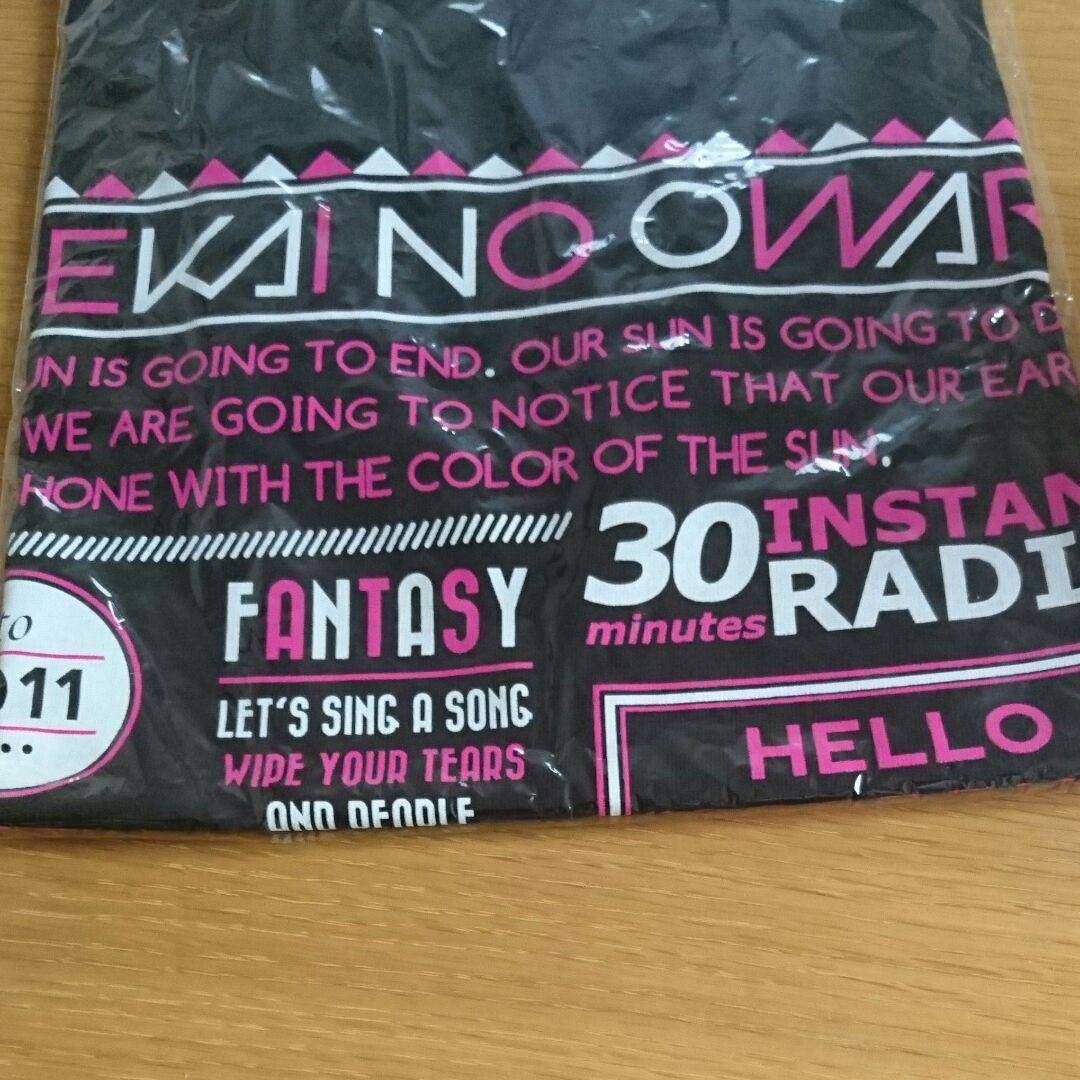 EKAI NO OWAR
UN IS GOING TO END. OUR SUN IS GOING TO D
WE ARE GOING TO NOTICE THAT OUR EAR
HONE WITH THE COLOR OF THE SUN.
TO
11
FANTASY
LET'S SING A SONG
WIPE YOUR TEARS
AND PEOPLE
30 INSTAN
minutes RADI
HELLO